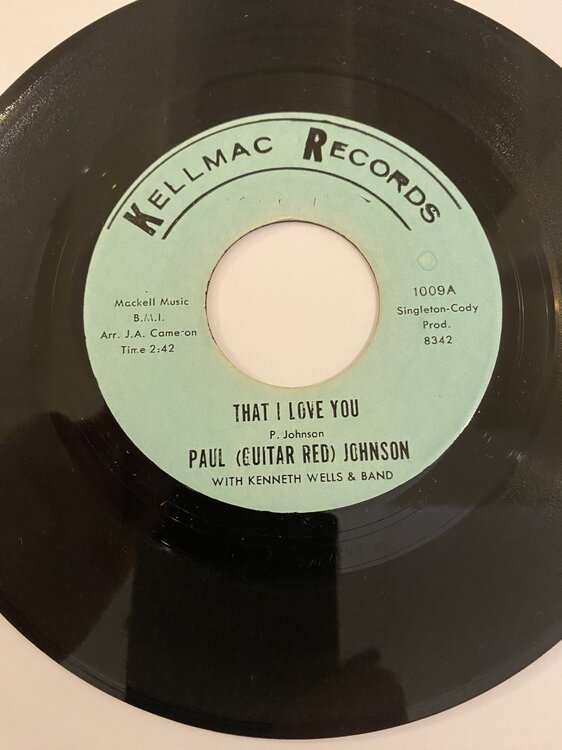 KELLMAC RECORDS
Mackell Music
B.M.I.
Arr. J.A. Cameron
Time 2:42
1009A
Singleton-Cody
Prod.
8342
THAT I LOVE YOU
P. Johnson
PAUL (GUITAR RED) JOHNSON
WITH KENNETH WELLS & BAND